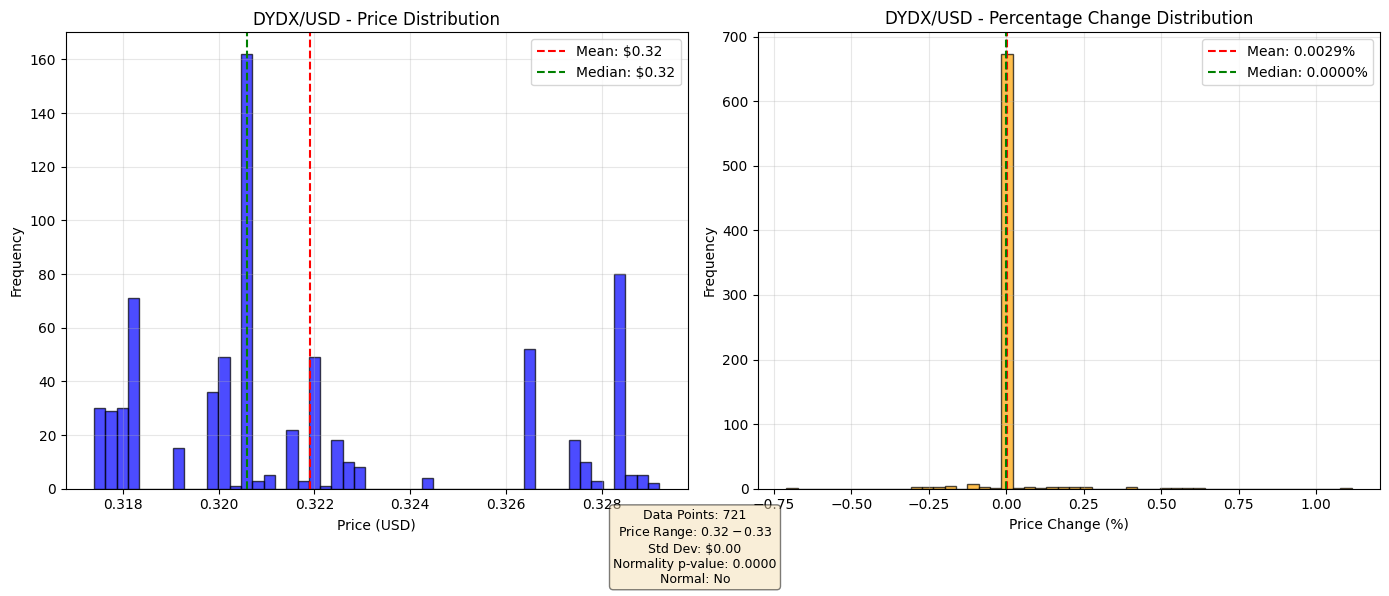 DYDX/USD - Price Distribution
Frequency
160
140
120
100
80
60
40
20
0
0.318
0.320
0.322
0.324
0.326
0.328
Price (USD)
Mean: $0.32
Median: $0.32
DYDX/USD - Percentage Change Distribution
Frequency
700
600
500
400
300
200
100
0
−0.75
−0.50
−0.25
0.00
0.25
0.50
0.75
1.00
Price Change (%)
Mean: 0.0029%
Median: 0.0000%
Data Points: 721
Price Range: 0.32 − 0.33
Std Dev: $0.00
Normality p-value: 0.0000
Normal: No